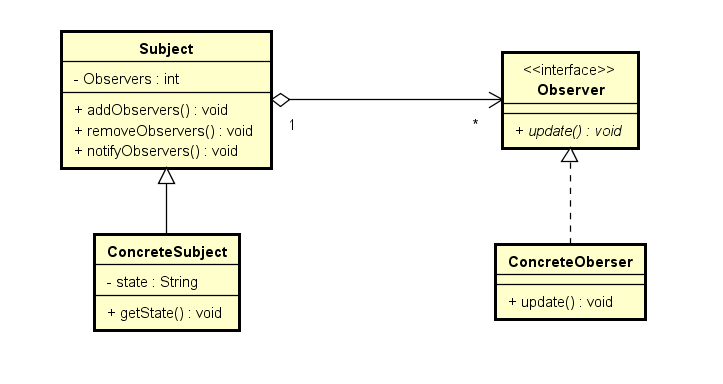 Subject
- Observers : int
+ addObservers() : void
+ removeObservers() : void
+ notifyObservers() : void
1
*
<<interface>>
Observer
+ update() : void
ConcreteSubject
- state : String
+ getState() : void
ConcreteOberser
+ update() : void